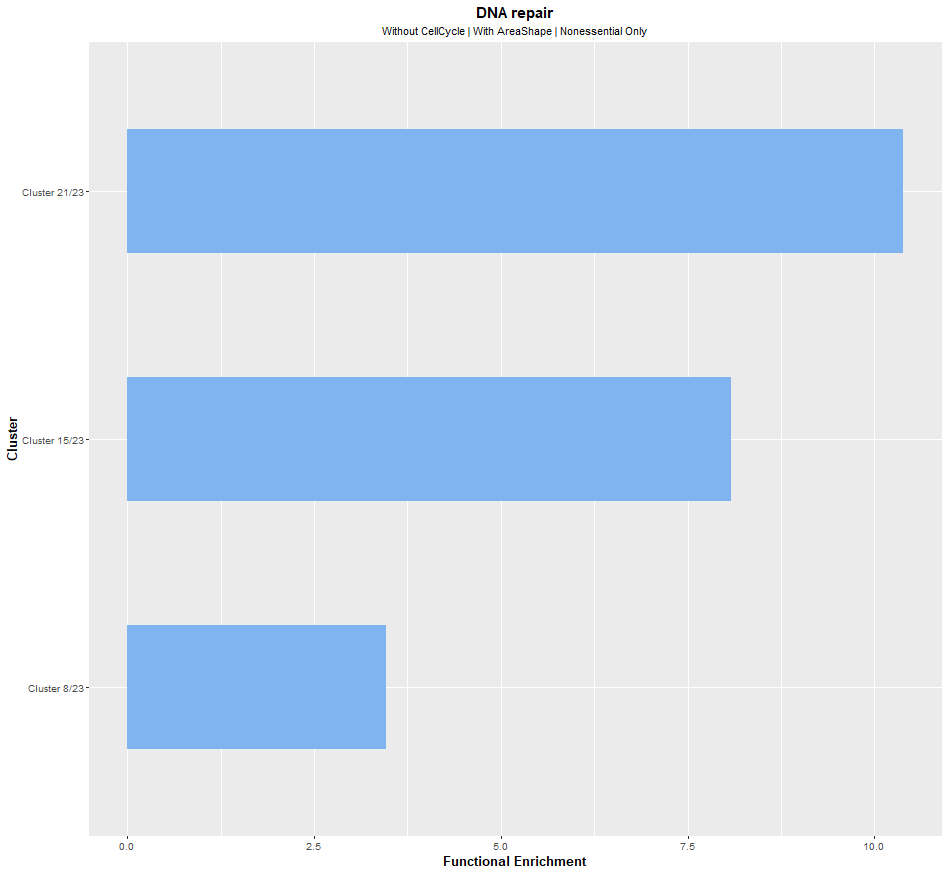 DNA repair
Without CellCycle | With AreaShape | Nonessential Only
Cluster
Cluster 21/23
Cluster 15/23
Cluster 8/23
0.0 2.5 5.0 7.5 10.0
Functional Enrichment